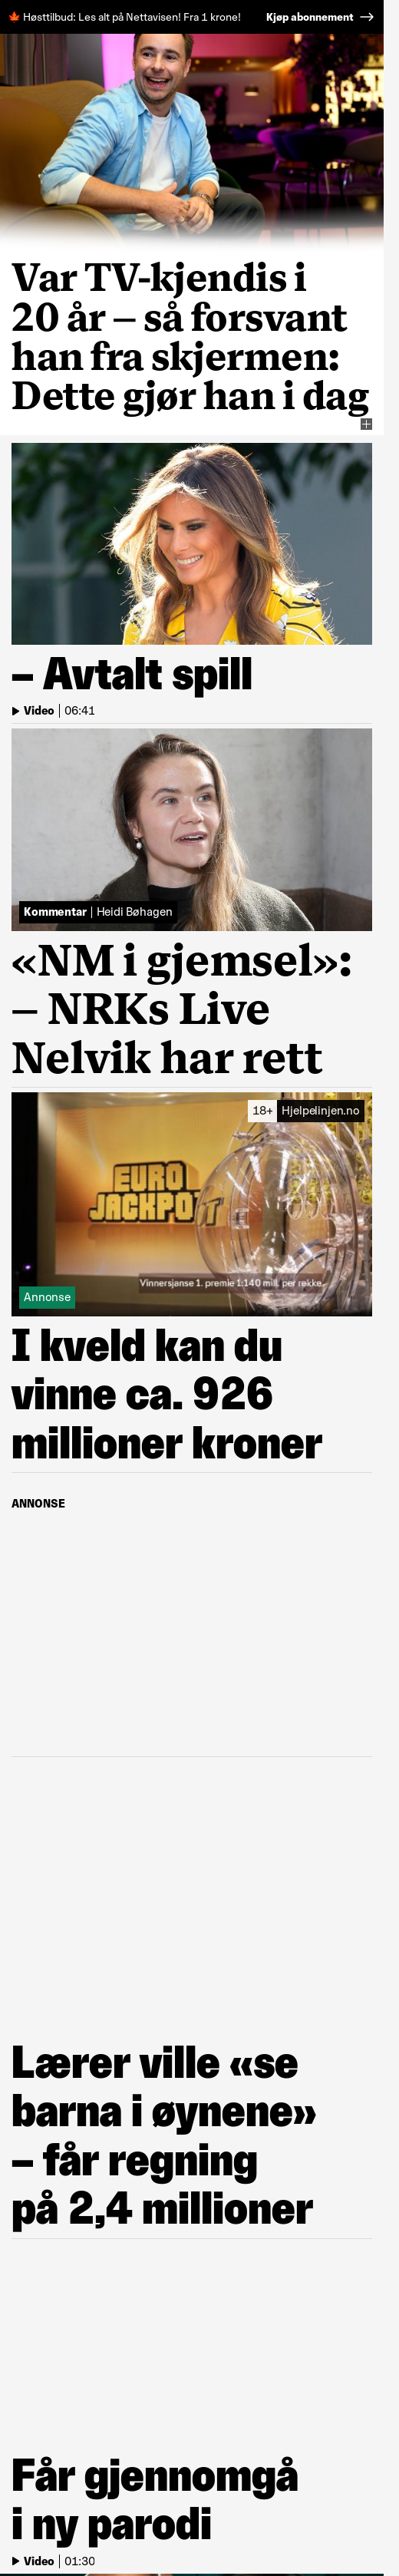 🍁 Høsttilbud: Les alt på Nettavisen! Fra 1 krone! Kjøp abonnement →
Var TV-kjendis i
20 år – så forsvant
han fra skjermen:
Dette gjør han i dag
– Avtalt spill
Video | 06:41
Kommentar | Heidi Bøhagen
«NM i gjemsel»:
– NRKs Live
Nelvik har rett
18+ Hjelpelinjen.no
EURO
JACKPOT
Vinnersjanse 1. premie 1:140 mill. per rekke
Annonse
I kveld kan du
vinne ca. 926
millioner kroner
ANNONSE
Lærer ville «se
barna i øynene»
– får regning
på 2,4 millioner
Får gjennomgå
i ny parodi
Video | 01:30